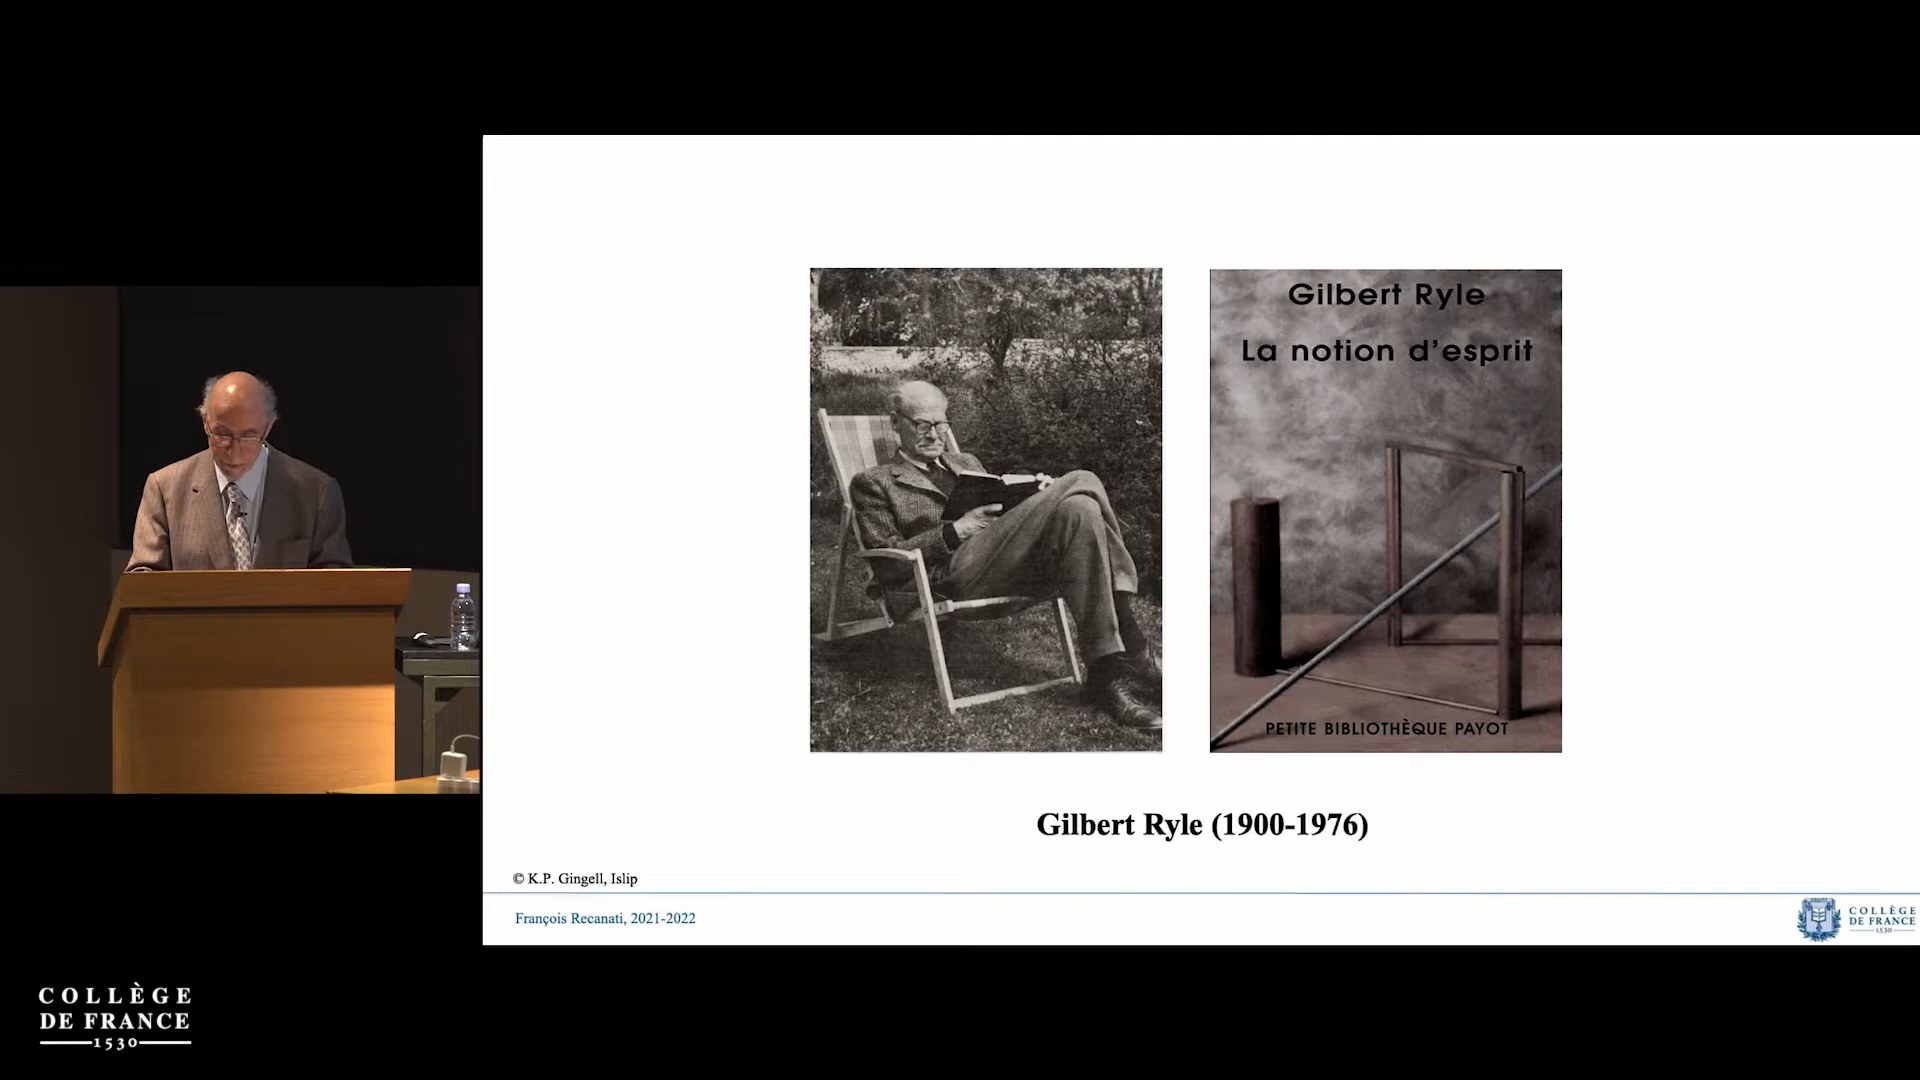 Gilbert Ryle
La notion d'esprit
PETITE BIBLIOTHÈQUE PAYOT
Gilbert Ryle (1900-1976)
© K.P. Gingell, Islip
François Recanati, 2021-2022
COLLÈGE
DE FRANCE
1530
COLLÈGE
DE FRANCE
1530